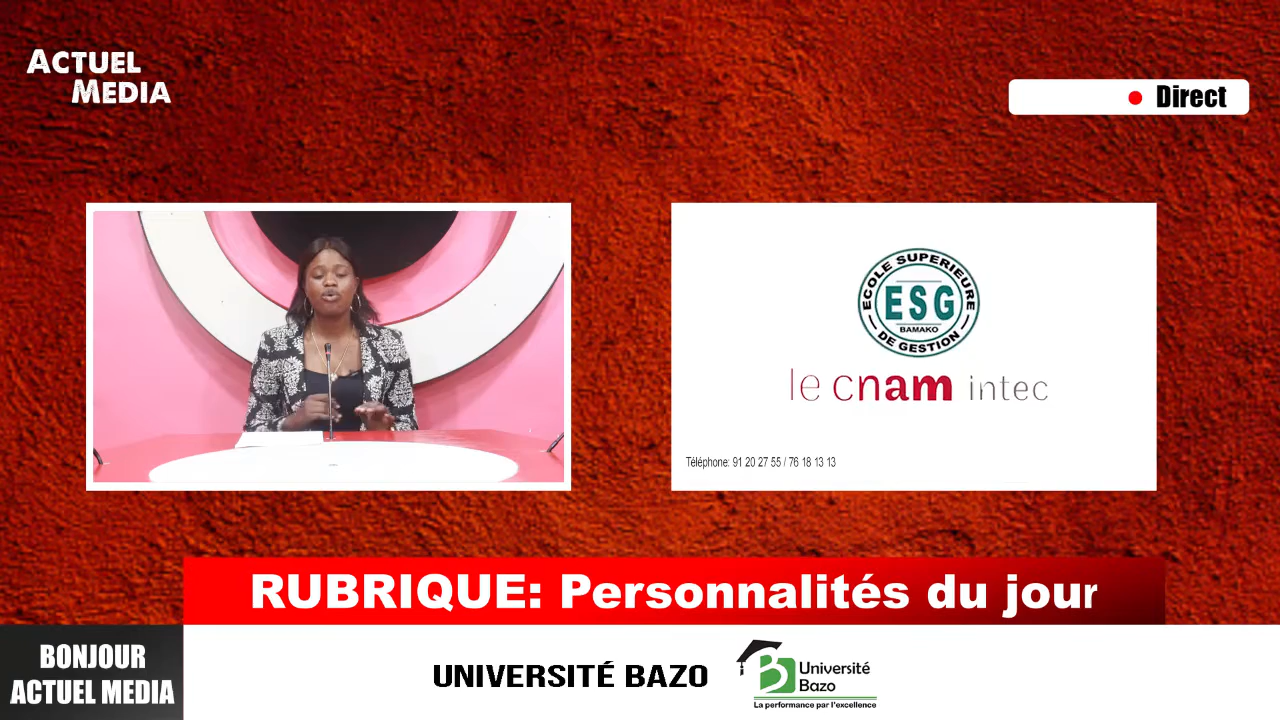 ACTUEL
MEDIA
Direct
ECOLE SUPERIEURE
ESG
BAMAKO
DE GESTION
le cnam intec
Téléphone: 91 20 27 55 / 76 18 13 13
RUBRIQUE: Personnalités du jour
BONJOUR
ACTUEL MEDIA
UNIVERSITÉ BAZO
B
Université
Bazo
La performance par l'excellence